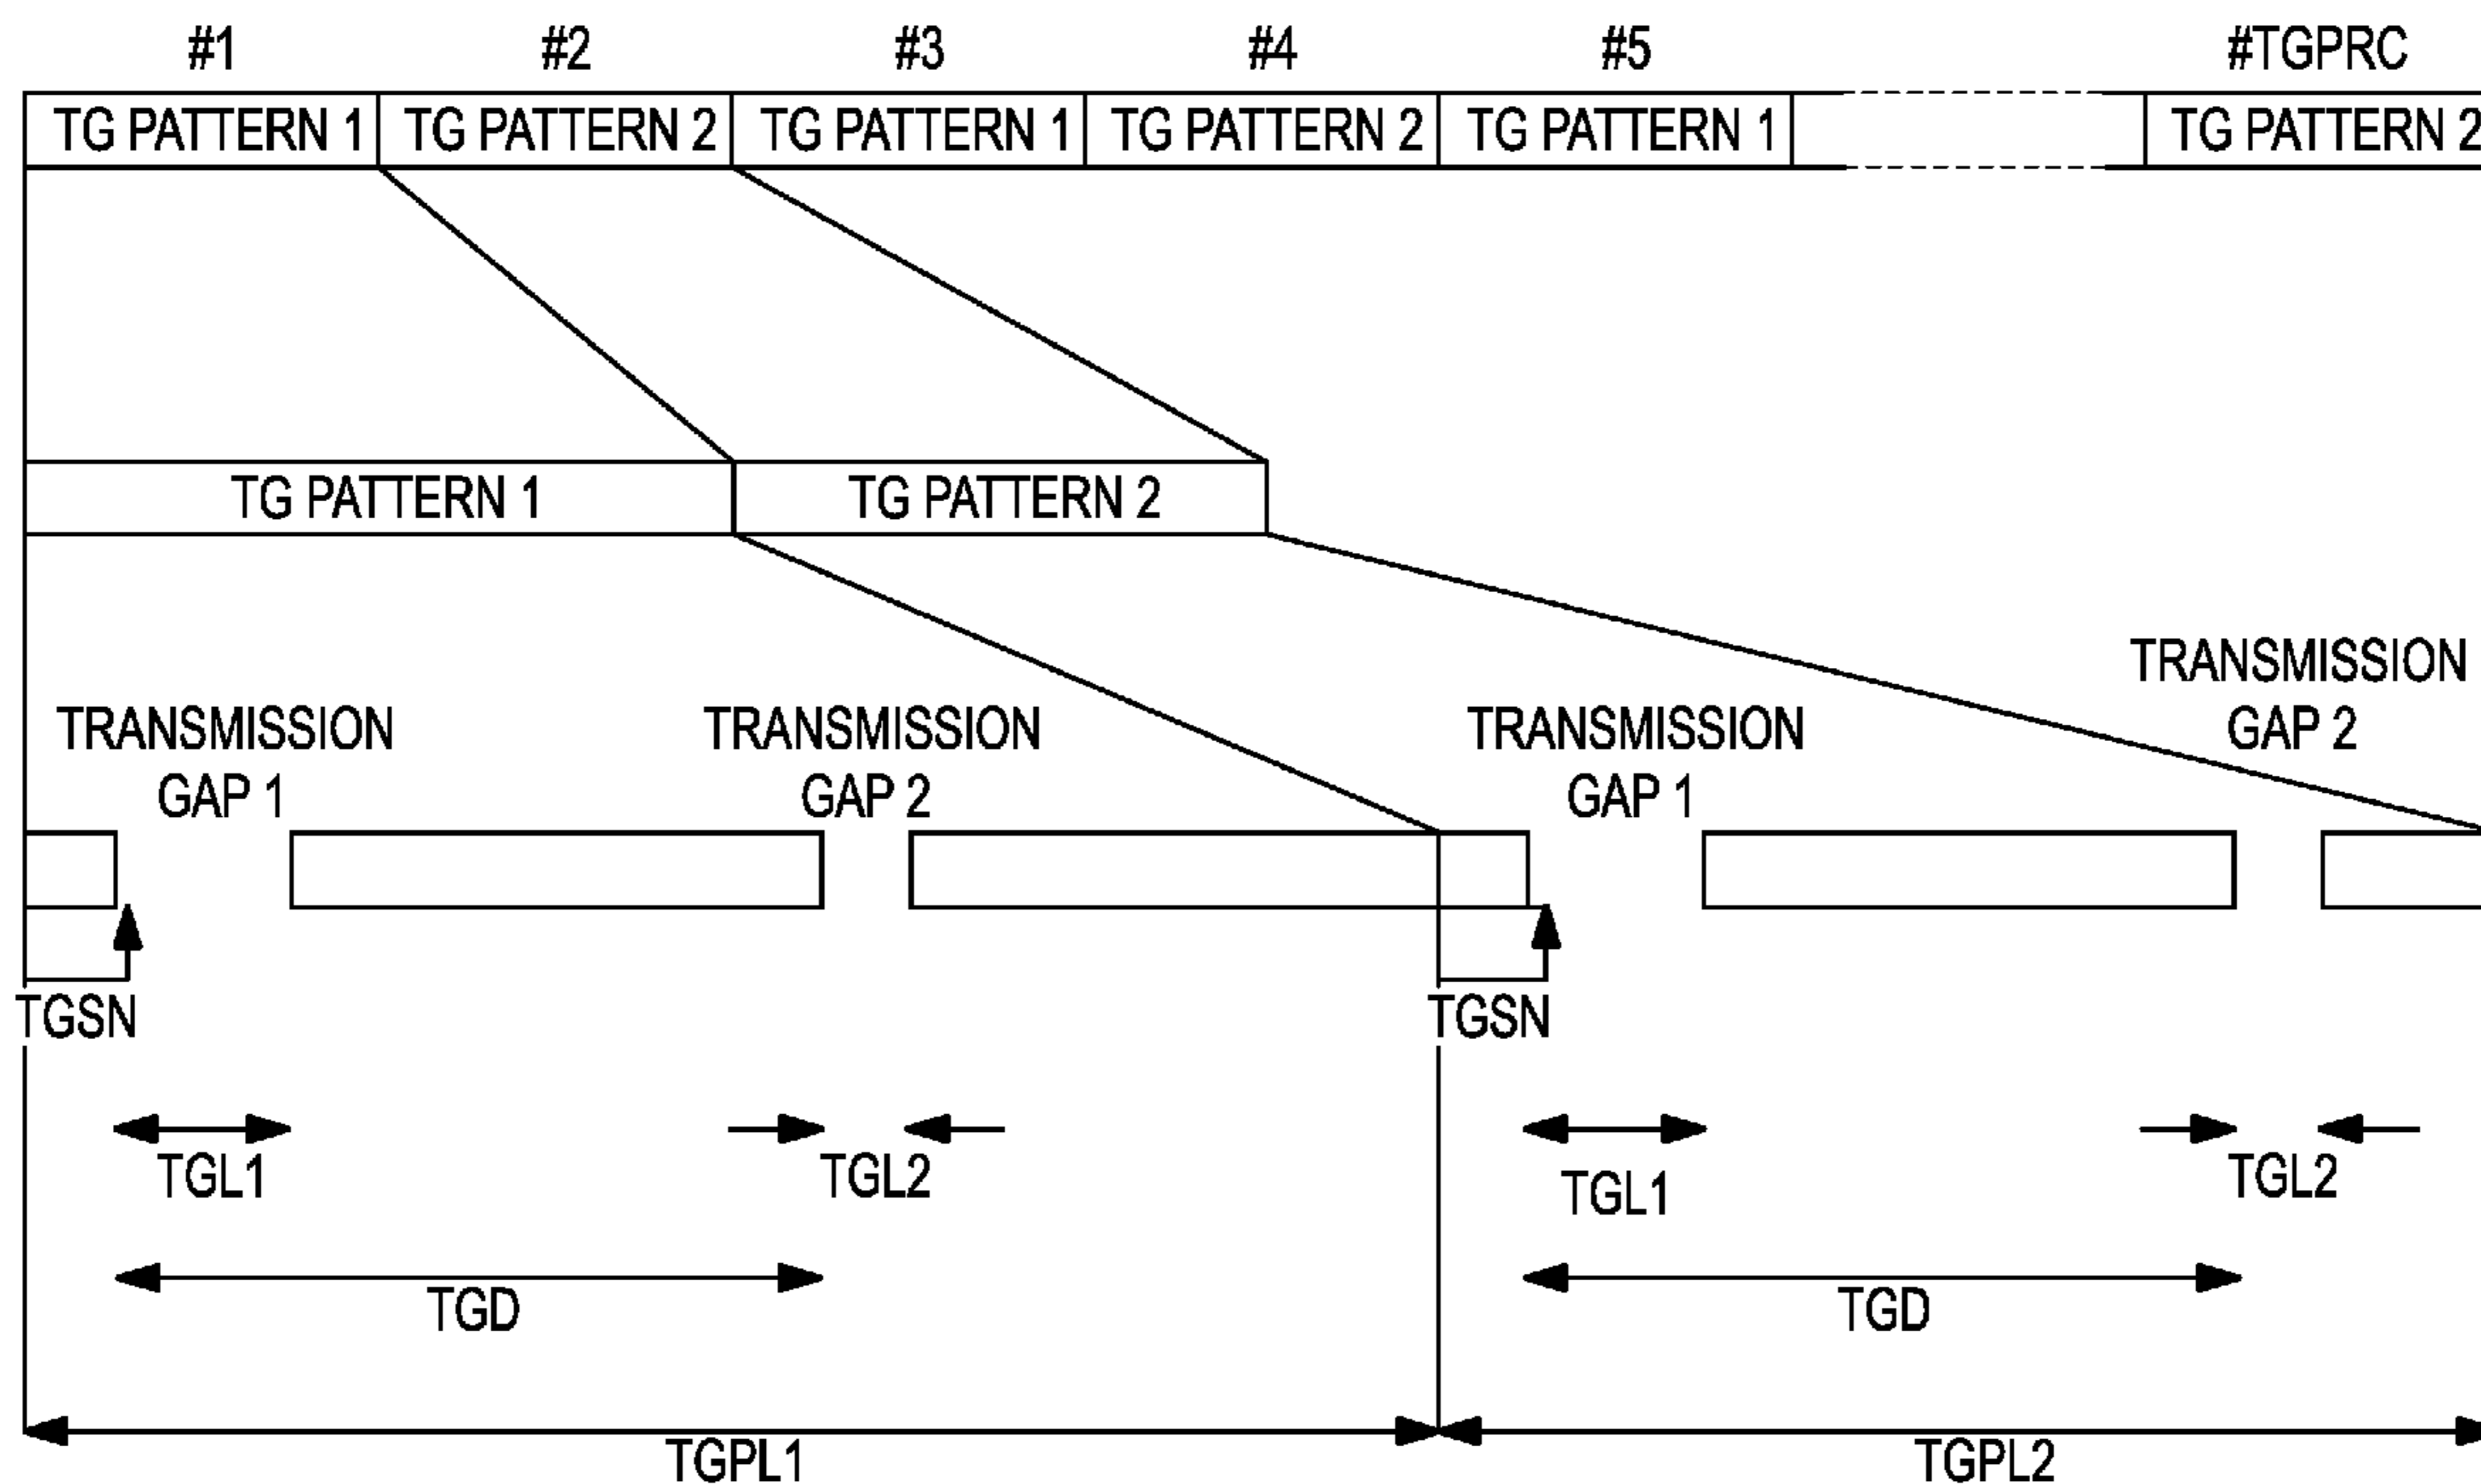 #1 #2 #3 #4 #5 #TGPRC
TG PATTERN 1 TG PATTERN 2 TG PATTERN 1 TG PATTERN 2 TG PATTERN 1 TG PATTERN 2
TG PATTERN 1 TG PATTERN 2
TRANSMISSION
GAP 1
TRANSMISSION
GAP 2
TRANSMISSION
GAP 1
TRANSMISSION
GAP 2
TGSN TGSN
TGL1 TGL2 TGL1 TGL2
TGD TGD
TGPL1 TGPL2